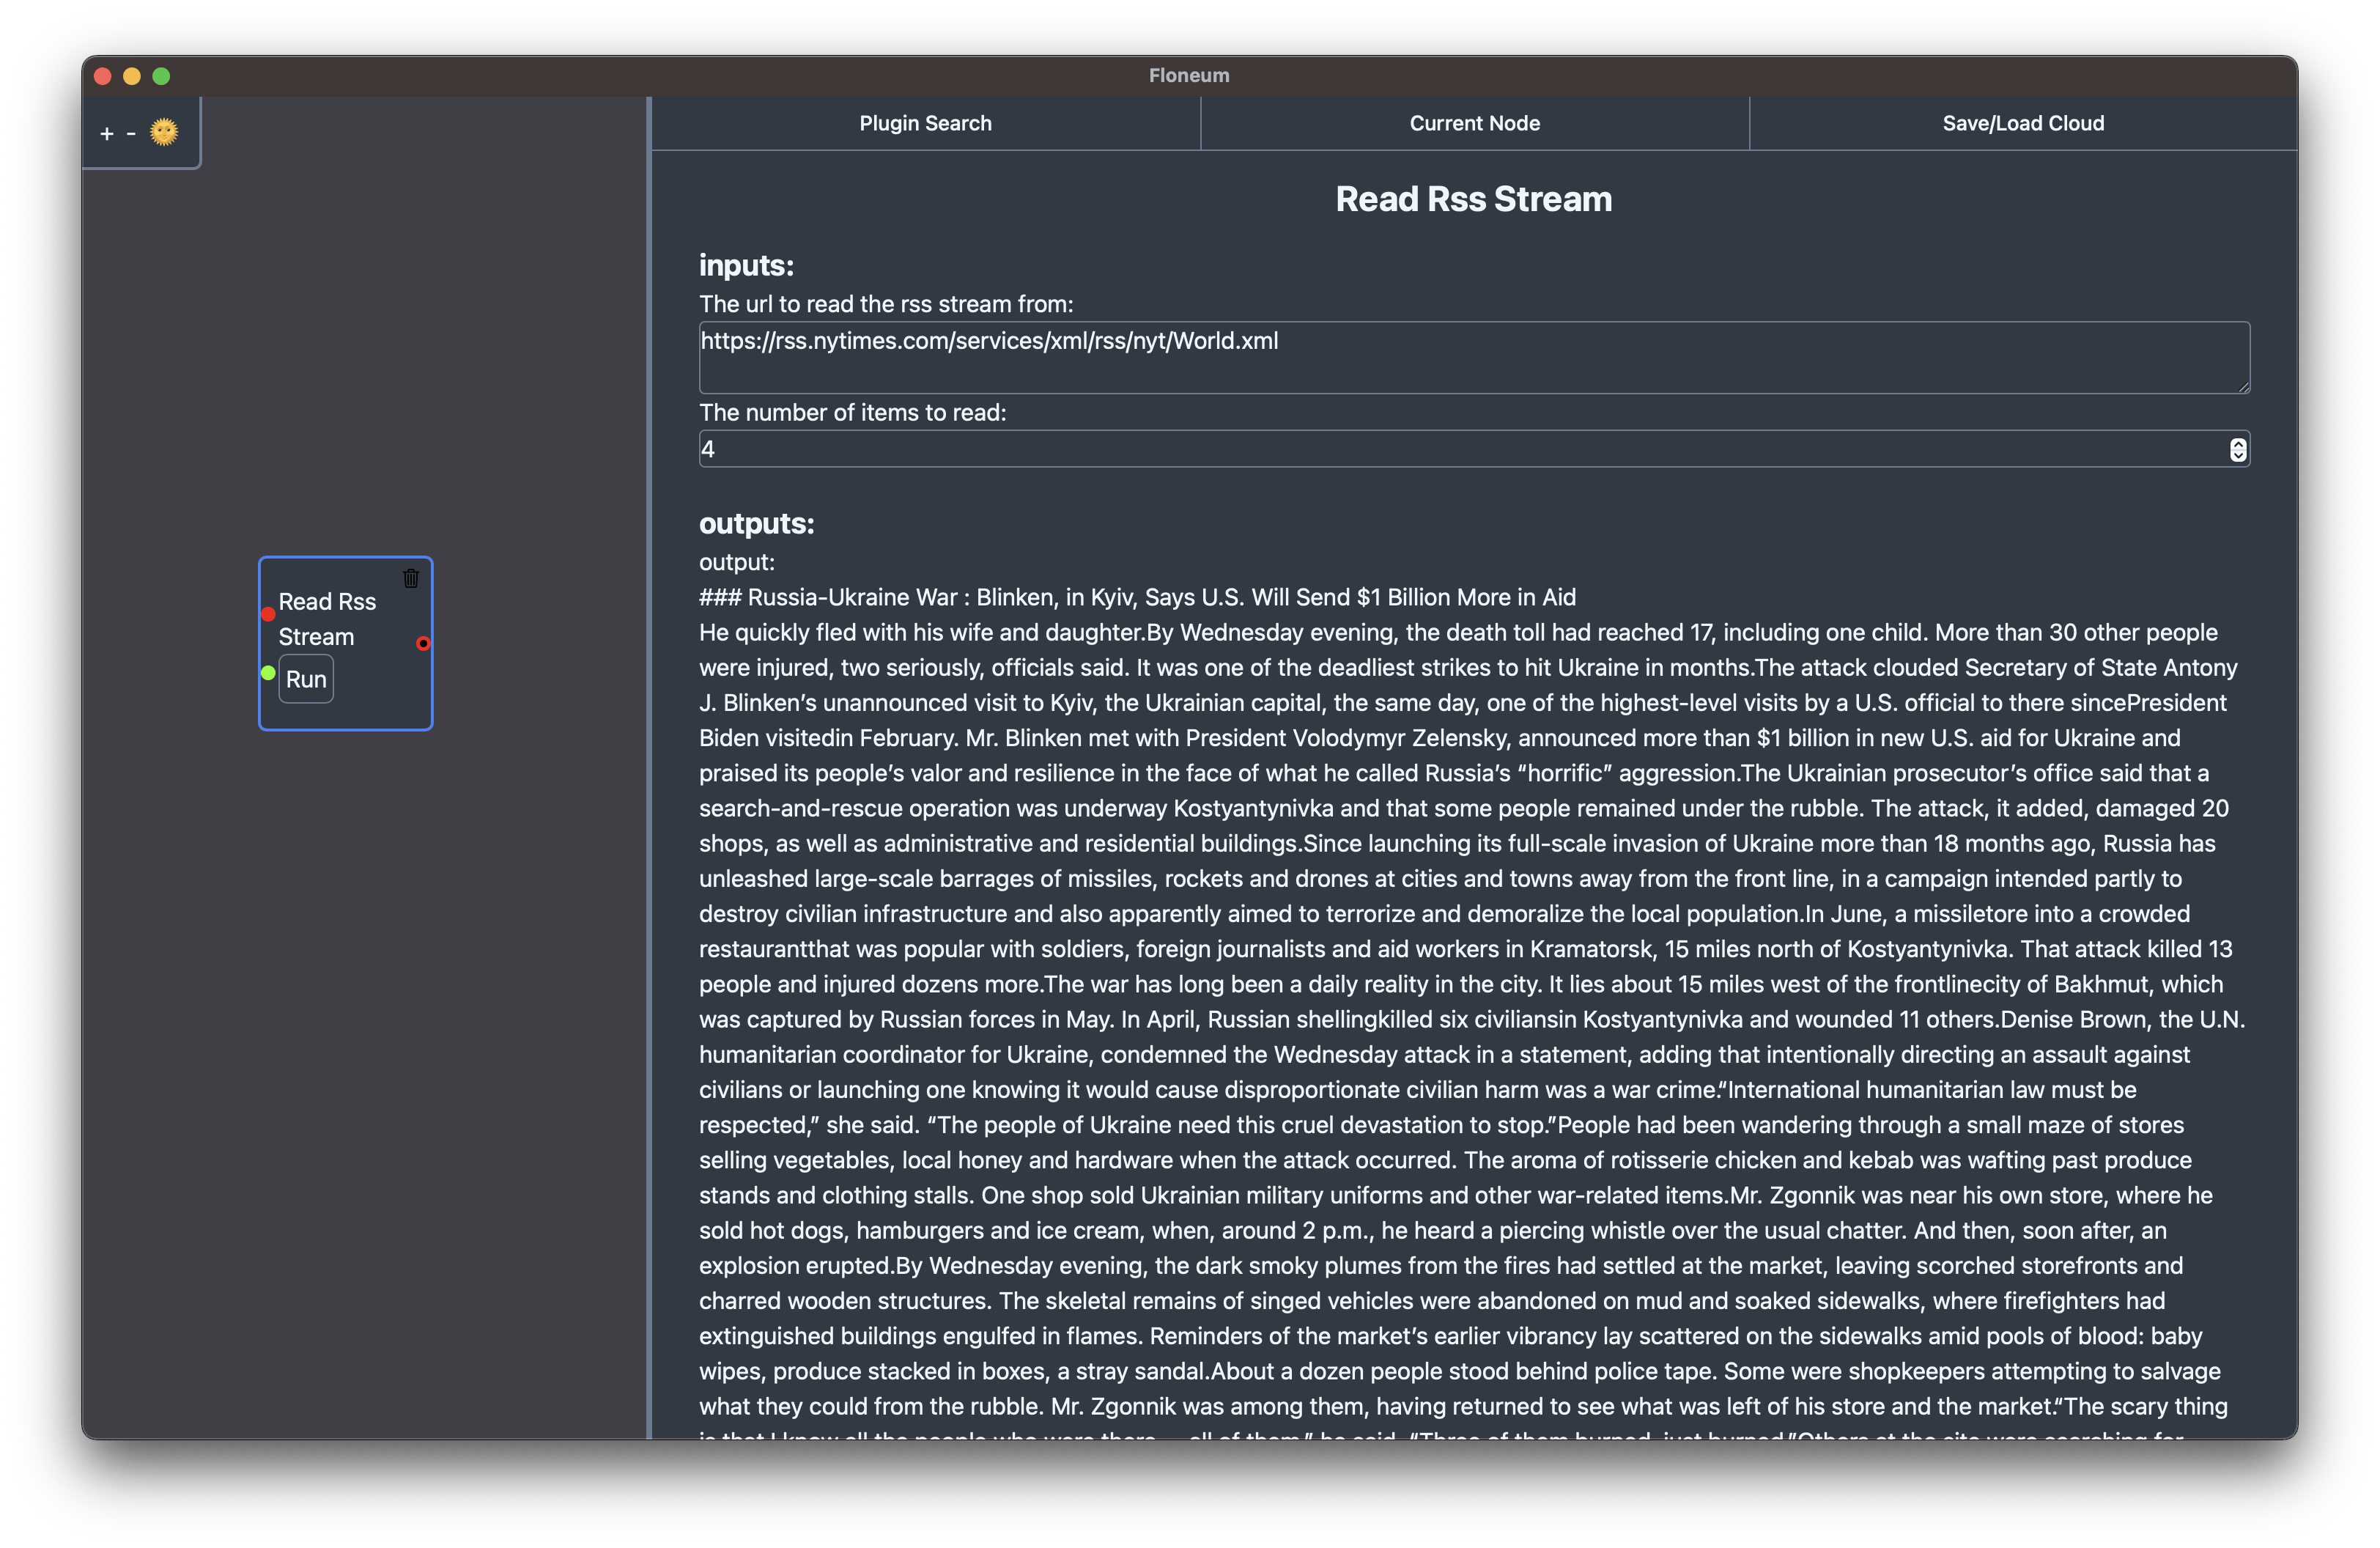 Floneum
+ -
Plugin Search
Current Node
Save/Load Cloud
Read Rss Stream
inputs:
The url to read the rss stream from:
https://rss.nytimes.com/services/xml/rss/nyt/World.xml
The number of items to read:
4
outputs:
output:
### Russia-Ukraine War : Blinken, in Kyiv, Says U.S. Will Send $1 Billion More in Aid
He quickly fled with his wife and daughter.By Wednesday evening, the death toll had reached 17, including one child. More than 30 other people
were injured, two seriously, officials said. It was one of the deadliest strikes to hit Ukraine in months.The attack clouded Secretary of State Antony
J. Blinken’s unannounced visit to Kyiv, the Ukrainian capital, the same day, one of the highest-level visits by a U.S. official to there sincePresident
Biden visitedin February. Mr. Blinken met with President Volodymyr Zelensky, announced more than $1 billion in new U.S. aid for Ukraine and
praised its people’s valor and resilience in the face of what he called Russia’s “horrific” aggression.The Ukrainian prosecutor’s office said that a
search-and-rescue operation was underway Kostyantynivka and that some people remained under the rubble. The attack, it added, damaged 20
shops, as well as administrative and residential buildings.Since launching its full-scale invasion of Ukraine more than 18 months ago, Russia has
unleashed large-scale barrages of missiles, rockets and drones at cities and towns away from the front line, in a campaign intended partly to
destroy civilian infrastructure and also apparently aimed to terrorize and demoralize the local population.In June, a missiletore into a crowded
restaurantthat was popular with soldiers, foreign journalists and aid workers in Kramatorsk, 15 miles north of Kostyantynivka. That attack killed 13
people and injured dozens more.The war has long been a daily reality in the city. It lies about 15 miles west of the frontlinecity of Bakhmut, which
was captured by Russian forces in May. In April, Russian shellingkilled six civiliansin Kostyantynivka and wounded 11 others.Denise Brown, the U.N.
humanitarian coordinator for Ukraine, condemned the Wednesday attack in a statement, adding that intentionally directing an assault against
civilians or launching one knowing it would cause disproportionate civilian harm was a war crime.“International humanitarian law must be
respected,” she said. “The people of Ukraine need this cruel devastation to stop.”People had been wandering through a small maze of stores
selling vegetables, local honey and hardware when the attack occurred. The aroma of rotisserie chicken and kebab was wafting past produce
stands and clothing stalls. One shop sold Ukrainian military uniforms and other war-related items.Mr. Zgonnik was near his own store, where he
sold hot dogs, hamburgers and ice cream, when, around 2 p.m., he heard a piercing whistle over the usual chatter. And then, soon after, an
explosion erupted.By Wednesday evening, the dark smoky plumes from the fires had settled at the market, leaving scorched storefronts and
charred wooden structures. The skeletal remains of singed vehicles were abandoned on mud and soaked sidewalks, where firefighters had
extinguished buildings engulfed in flames. Reminders of the market’s earlier vibrancy lay scattered on the sidewalks amid pools of blood: baby
wipes, produce stacked in boxes, a stray sandal.About a dozen people stood behind police tape. Some were shopkeepers attempting to salvage
what they could from the rubble. Mr. Zgonnik was among them, having returned to see what was left of his store and the market.“The scary thing
is that I know all the people who were there — all of them,” he said. “Three of them burned, just burned.”Others at the site were searching for
Read Rss
Stream
Run